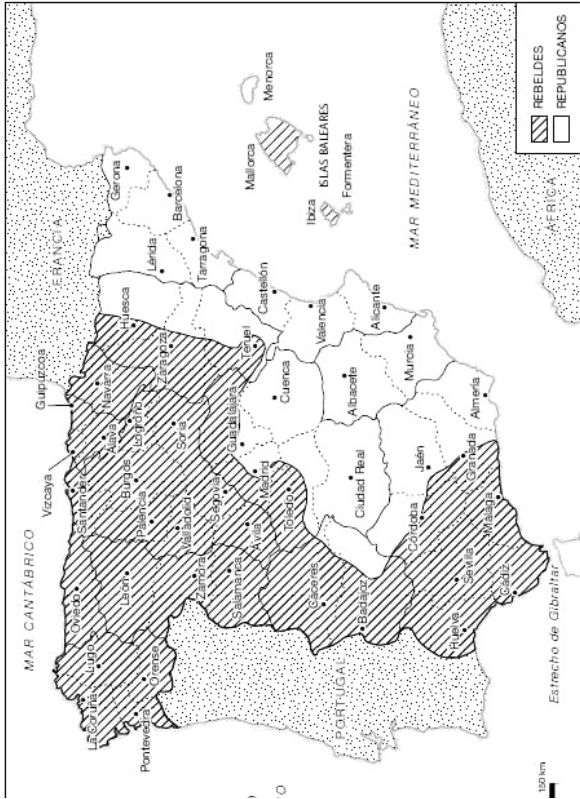 MAR CANTÁBRICO
FRANCIA
Vizcaya
Guipúzcoa
La Coruña
Lugo
Oviedo
Santander
Pontevedra
Orense
León
Palencia
Burgos
Álava
Navarra
Logroño
Huesca
Lérida
Gerona
Barcelona
Tarragona
Zamora
Valladolid
Soria
Zaragoza
Salamanca
Segovia
Ávila
Guadalajara
Teruel
Madrid
Castellón
PORTUGAL
Cáceres
Toledo
Cuenca
Valencia
Badajoz
Ciudad Real
Albacete
Alicante
Murcia
Córdoba
Jaén
Huelva
Sevilla
Granada
Almería
Cádiz
Málaga
Mallorca
Menorca
Ibiza
ISLAS BALEARES
Formentera
MAR MEDITERRÁNEO
Estrecho de Gibraltar
AFRICA
150 km
REBELDES
REPUBLICANOS